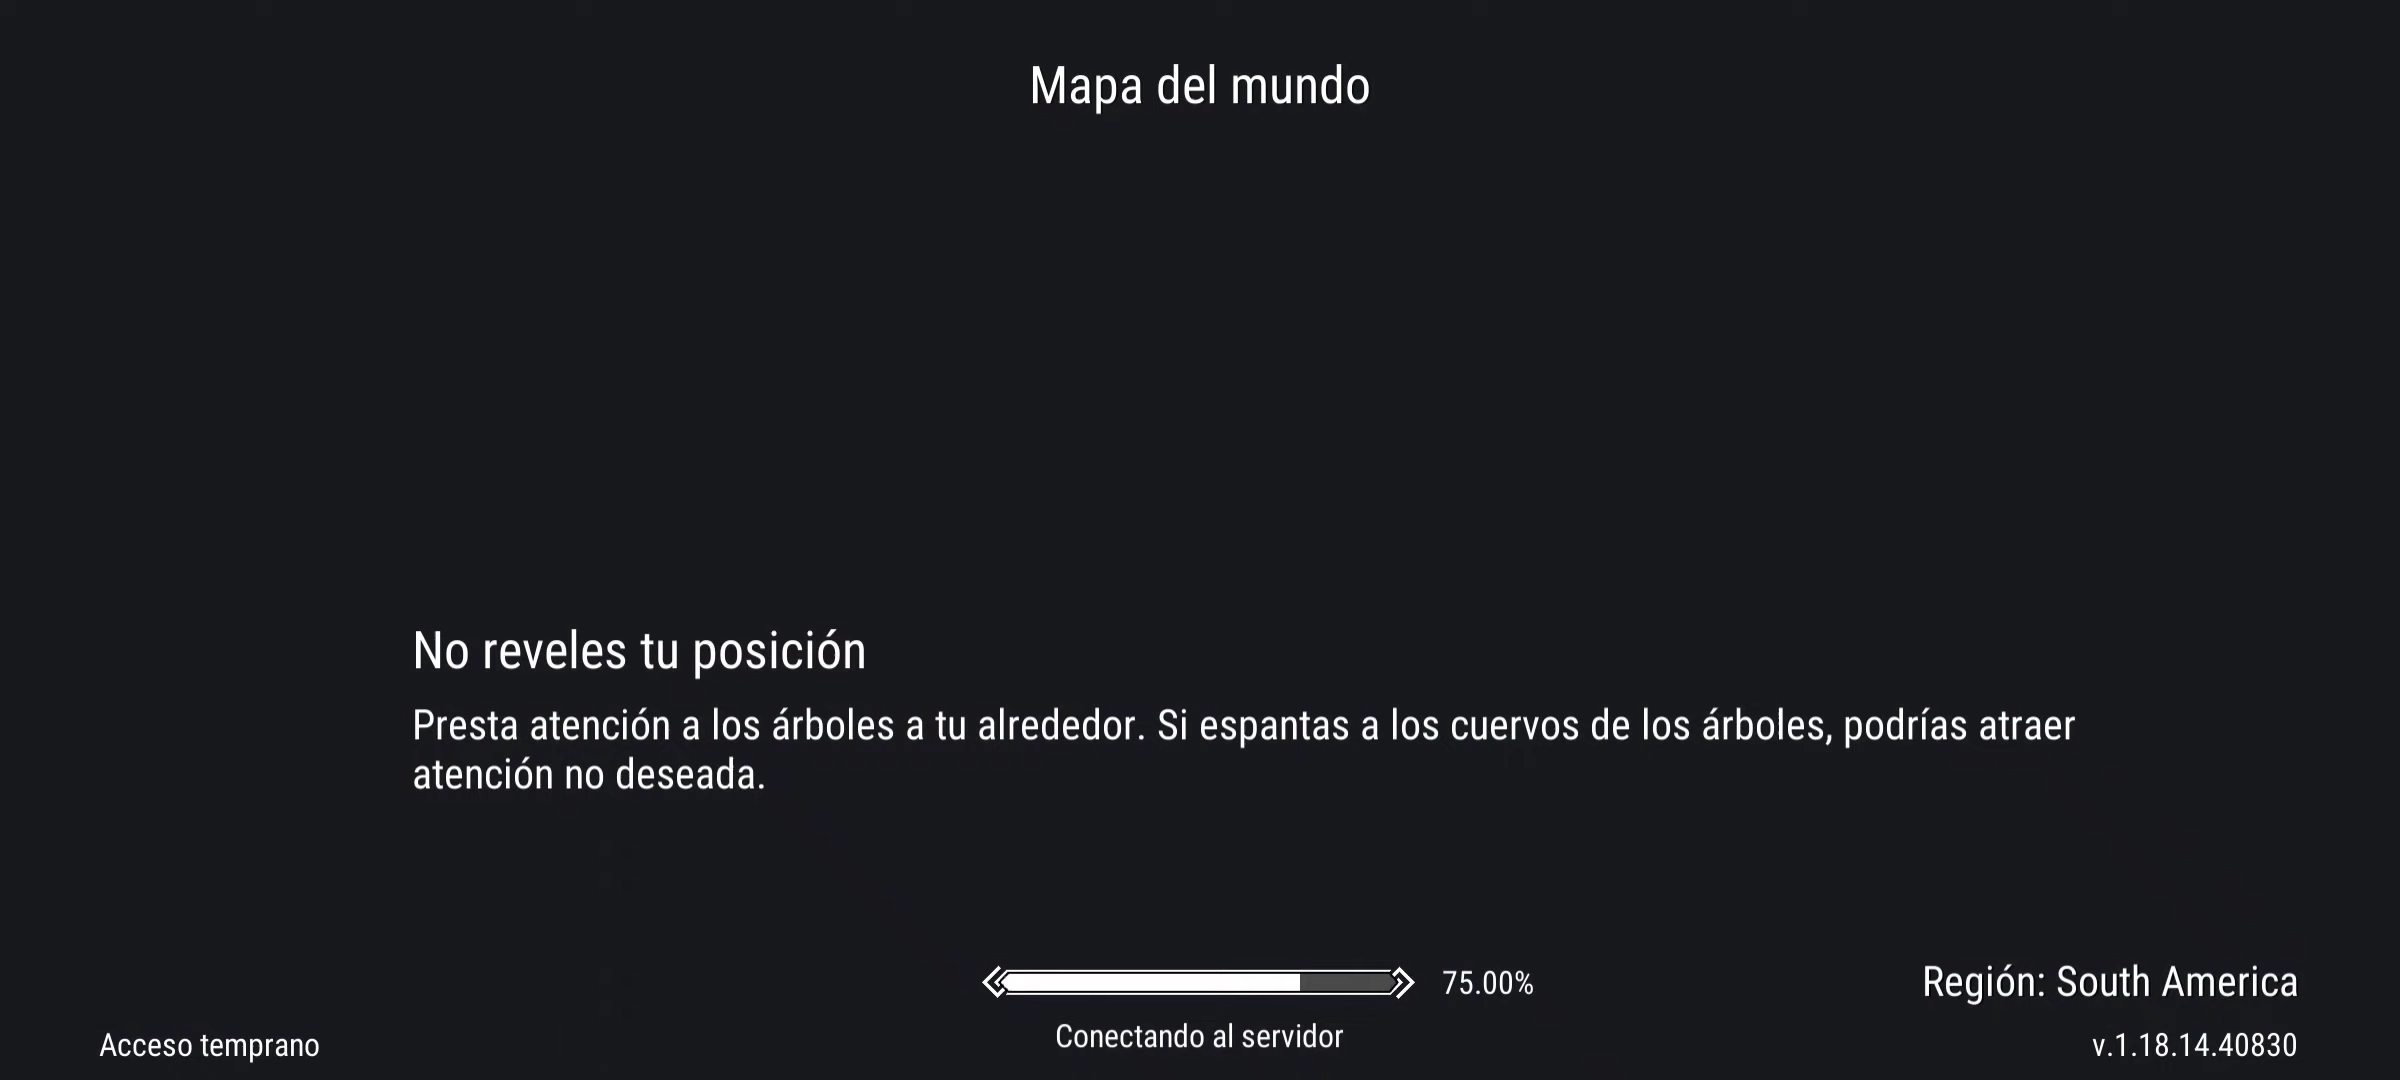 Mapa del mundo
No reveles tu posición
Presta atención a los árboles a tu alrededor. Si espantas a los cuervos de los árboles, podrías atraer
atención no deseada.
75.00%
Región: South America
Conectando al servidor
Acceso temprano
v.1.18.14.40830